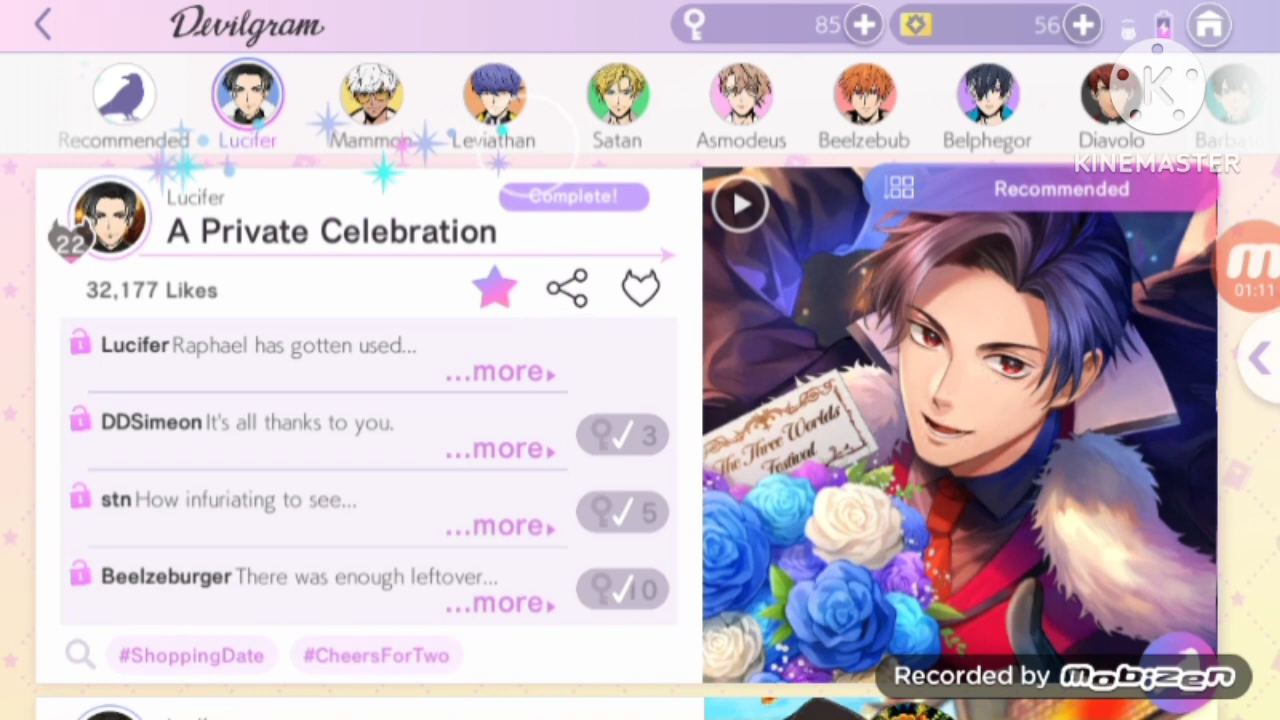 Devilgram
85
56
Recommended
Lucifer
Mammon
Leviathan
Satan
Asmodeus
Beelzebub
Belphegor
Diavolo
K
KINEMASTER
Lucifer
Complete!
22
A Private Celebration
32,177 Likes
Lucifer Raphael has gotten used...
...more
DDSimeon It's all thanks to you.
...more
3
stn How infuriating to see...
...more
5
Beelzeburger There was enough leftover...
...more
10
#ShoppingDate
#CheersForTwo
Recommended
The Three Worlds
Festival
m
01:11
Recorded by mobizen